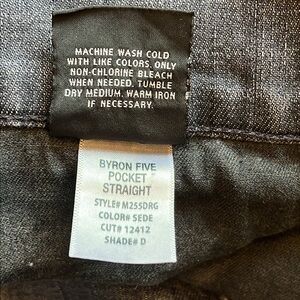 MACHINE WASH COLD
WITH LIKE COLORS. ONLY
NON-CHLORINE BLEACH
WHEN NEEDED. TUMBLE
DRY MEDIUM. WARM IRON
IF NECESSARY.
BYRON FIVE
POCKET
STRAIGHT
STYLE# M255DRG
COLOR# SEDE
CUT# 12412
SHADE# D